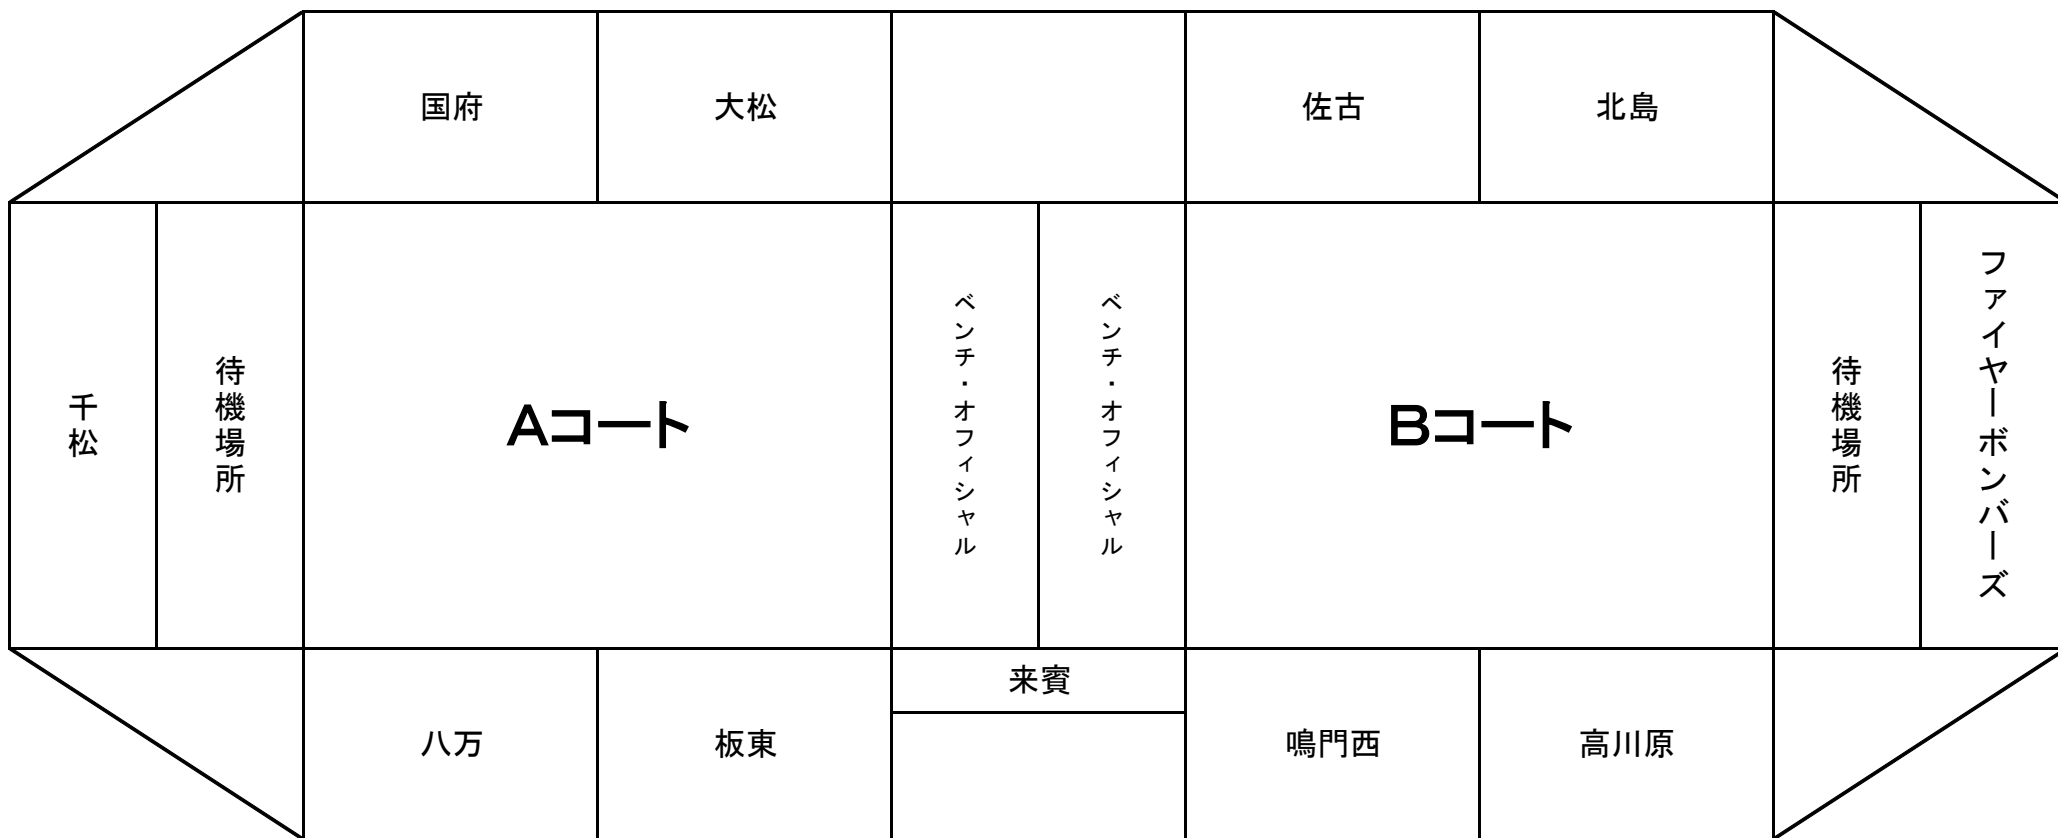 国府
大松
佐古
北島
千松
待機場所
Aコート
ベンチ・オフィシャル
ベンチ・オフィシャル
Bコート
待機場所
ファイヤーボンバーズ
来賓
八万
板東
鳴門西
高川原